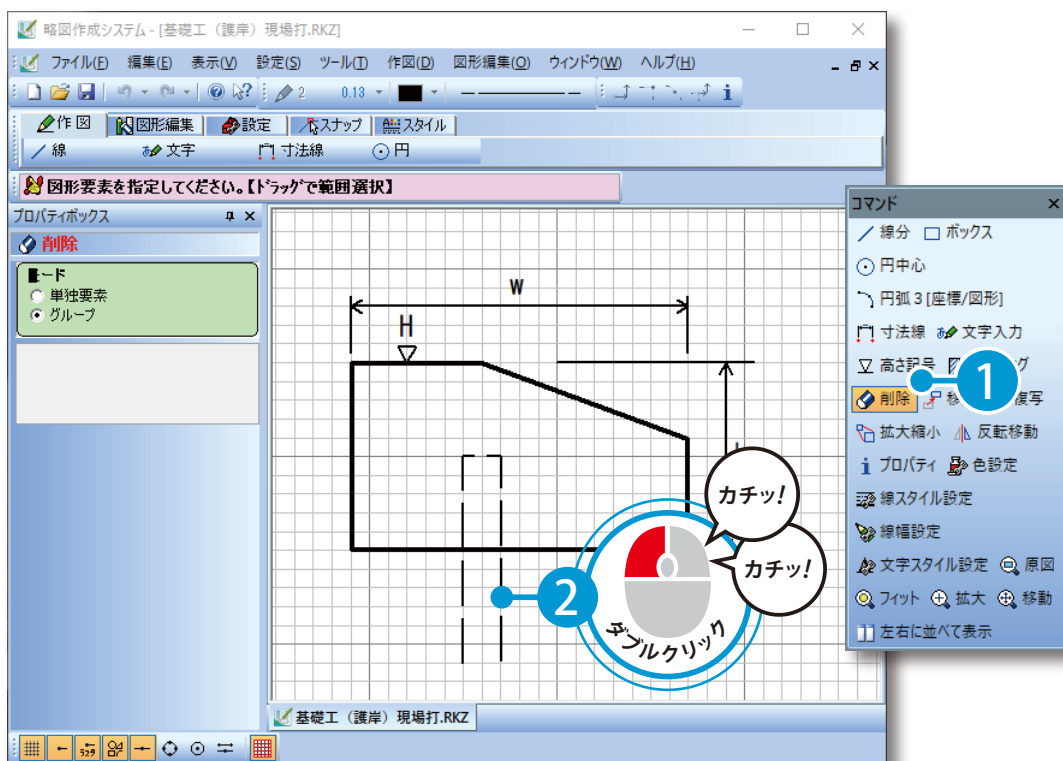 略図作成システム - [基礎工（護岸）現場打.RKZ]
ファイル(F) 編集(E) 表示(V) 設定(S) ツール(T) 作図(D) 図形編集(O) ウィンドウ(W) ヘルプ(H)
2 0.13
作図 図形編集 設定 スナップ スタイル
線 文字 寸法線 円
図形要素を指定してください。【ドラッグで範囲選択】
プロパティボックス
削除
モード
単独要素
グループ
W
H
カチッ!
カチッ!
2
ダブルクリック
基礎工（護岸）現場打.RKZ
コマンド
線分 ボックス
円中心
円弧3[座標/図形]
寸法線 文字入力
高さ記号 グ
1
削除 移 複写
拡大縮小 反転移動
プロパティ 色設定
線スタイル設定
線幅設定
文字スタイル設定 原図
フィット 拡大 移動
左右に並べて表示